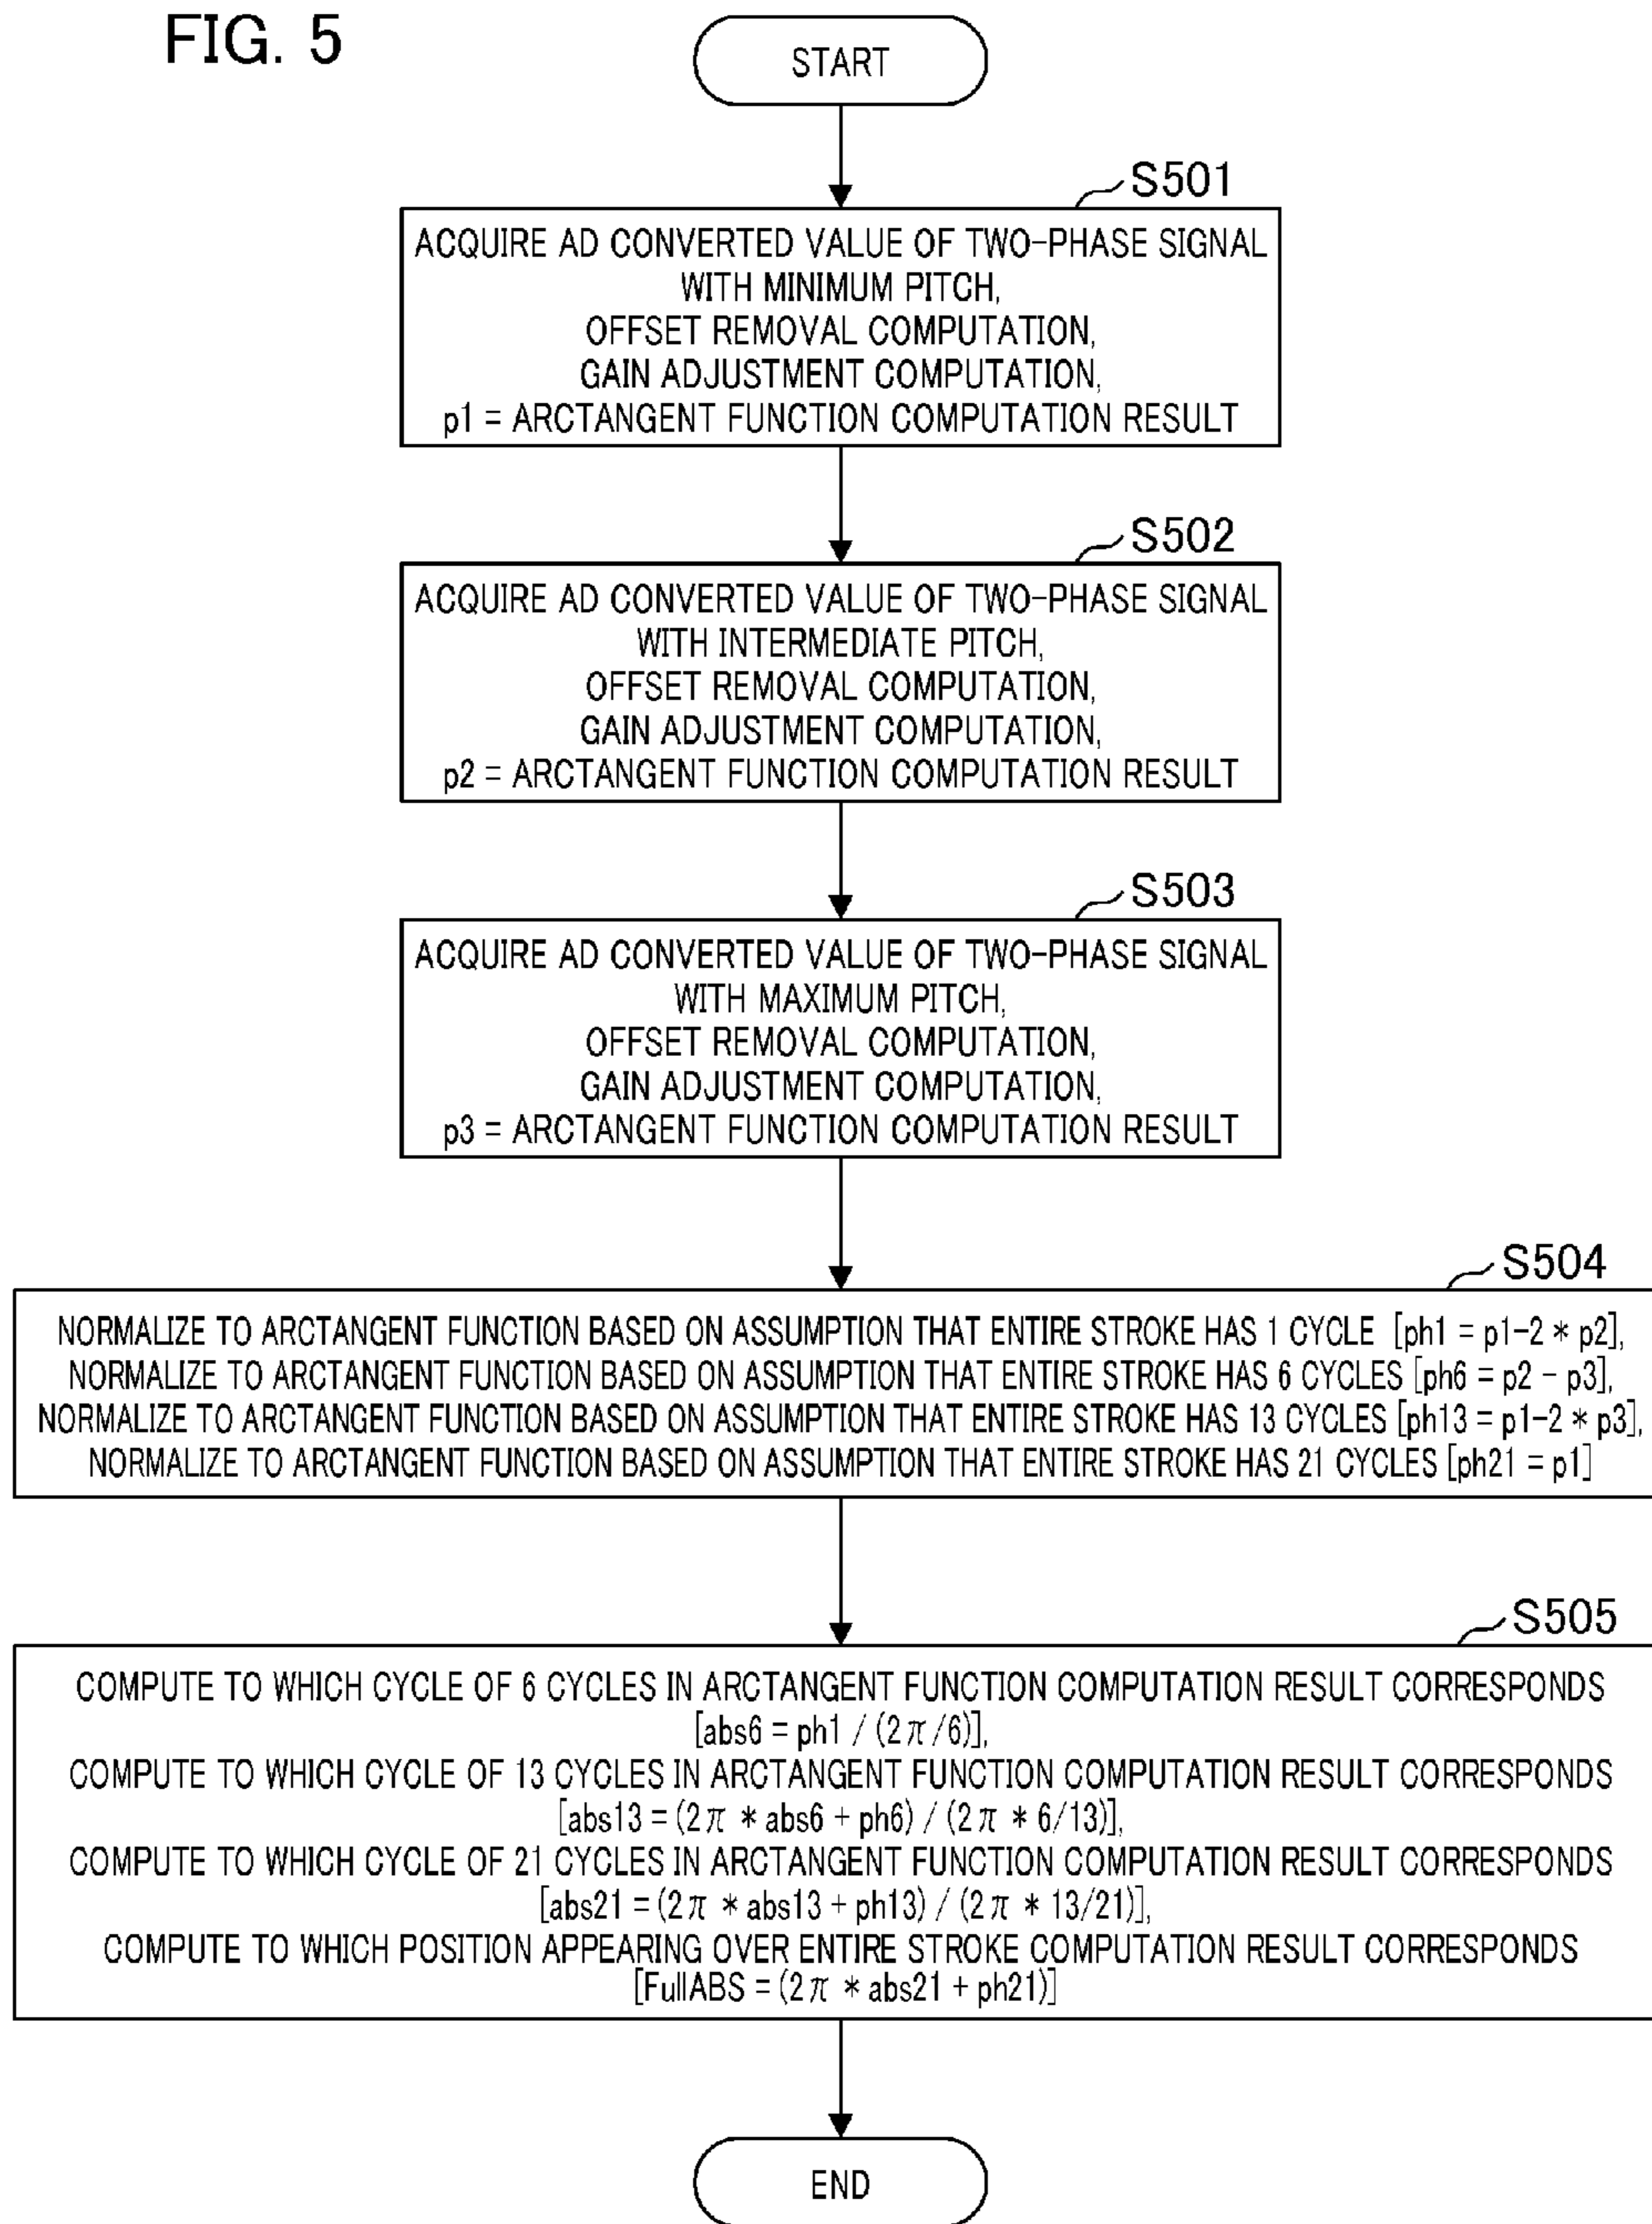 FIG. 5
START
S501
ACQUIRE AD CONVERTED VALUE OF TWO-PHASE SIGNAL
WITH MINIMUM PITCH,
OFFSET REMOVAL COMPUTATION,
GAIN ADJUSTMENT COMPUTATION,
p1 = ARCTANGENT FUNCTION COMPUTATION RESULT
S502
ACQUIRE AD CONVERTED VALUE OF TWO-PHASE SIGNAL
WITH INTERMEDIATE PITCH,
OFFSET REMOVAL COMPUTATION,
GAIN ADJUSTMENT COMPUTATION,
p2 = ARCTANGENT FUNCTION COMPUTATION RESULT
S503
ACQUIRE AD CONVERTED VALUE OF TWO-PHASE SIGNAL
WITH MAXIMUM PITCH,
OFFSET REMOVAL COMPUTATION,
GAIN ADJUSTMENT COMPUTATION,
p3 = ARCTANGENT FUNCTION COMPUTATION RESULT
S504
NORMALIZE TO ARCTANGENT FUNCTION BASED ON ASSUMPTION THAT ENTIRE STROKE HAS 1 CYCLE [ph1 = p1-2 * p2],
NORMALIZE TO ARCTANGENT FUNCTION BASED ON ASSUMPTION THAT ENTIRE STROKE HAS 6 CYCLES [ph6 = p2 - p3],
NORMALIZE TO ARCTANGENT FUNCTION BASED ON ASSUMPTION THAT ENTIRE STROKE HAS 13 CYCLES [ph13 = p1-2 * p3],
NORMALIZE TO ARCTANGENT FUNCTION BASED ON ASSUMPTION THAT ENTIRE STROKE HAS 21 CYCLES [ph21 = p1]
S505
COMPUTE TO WHICH CYCLE OF 6 CYCLES IN ARCTANGENT FUNCTION COMPUTATION RESULT CORRESPONDS
[abs6 = ph1 / (2π/6)],
COMPUTE TO WHICH CYCLE OF 13 CYCLES IN ARCTANGENT FUNCTION COMPUTATION RESULT CORRESPONDS
[abs13 = (2π * abs6 + ph6) / (2π * 6/13)],
COMPUTE TO WHICH CYCLE OF 21 CYCLES IN ARCTANGENT FUNCTION COMPUTATION RESULT CORRESPONDS
[abs21 = (2π * abs13 + ph13) / (2π * 13/21)],
COMPUTE TO WHICH POSITION APPEARING OVER ENTIRE STROKE COMPUTATION RESULT CORRESPONDS
[FullABS = (2π * abs21 + ph21)]
END